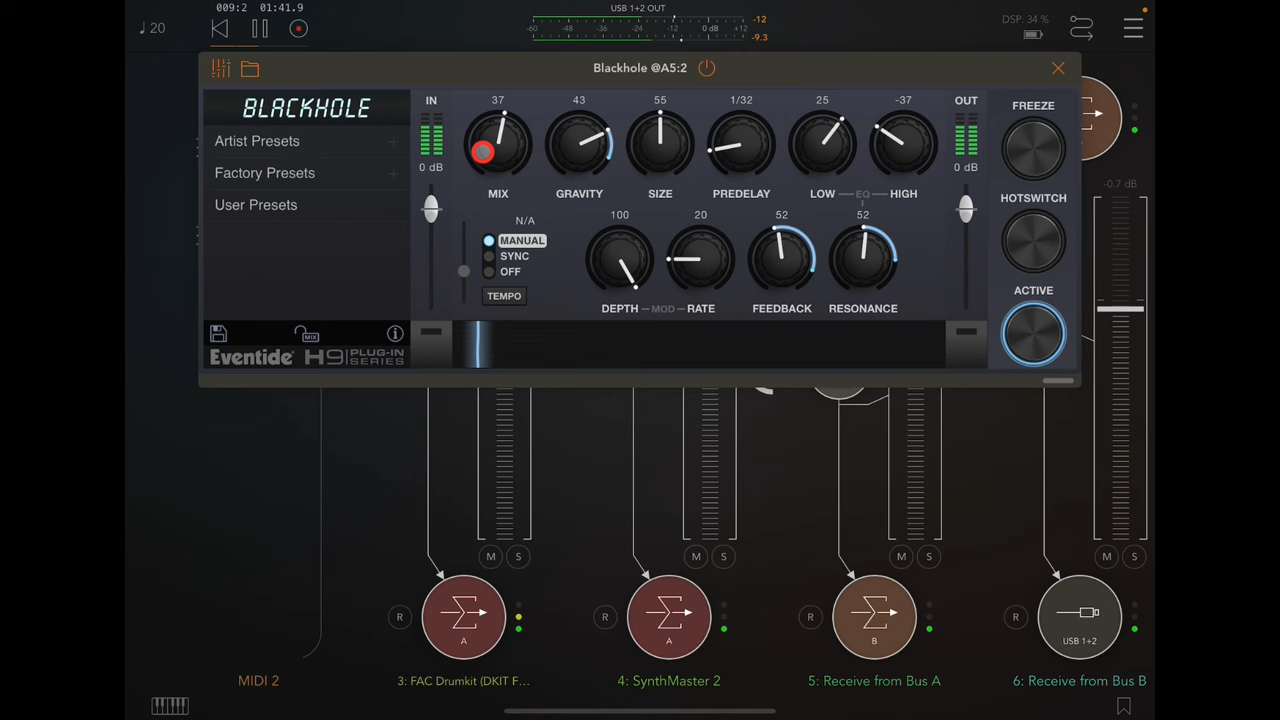 009:2 01:41.9
20
USB 1+2 OUT
-60 -48 -36 -24 -12 0 dB +12
-12
-9.3
DSP: 34 %
Blackhole @A5:2
BLACKHOLE
Artist Presets +
Factory Presets +
User Presets
MIX
Eventide® H9 PLUG-IN SERIES
IN
0 dB
37 43 55 1/32 25 -37
MIX GRAVITY SIZE PREDELAY LOW EQ HIGH
N/A
MANUAL
SYNC
OFF
TEMPO
100 20 52 52
DEPTH MOD RATE FEEDBACK RESONANCE
OUT
0 dB
FREEZE
HOTSWITCH
ACTIVE
-0.7 dB
M S M S M S M S
R A R A R B R USB 1+2
MIDI 2 3: FAC Drumkit (DKIT F... 4: SynthMaster 2 5: Receive from Bus A 6: Receive from Bus B